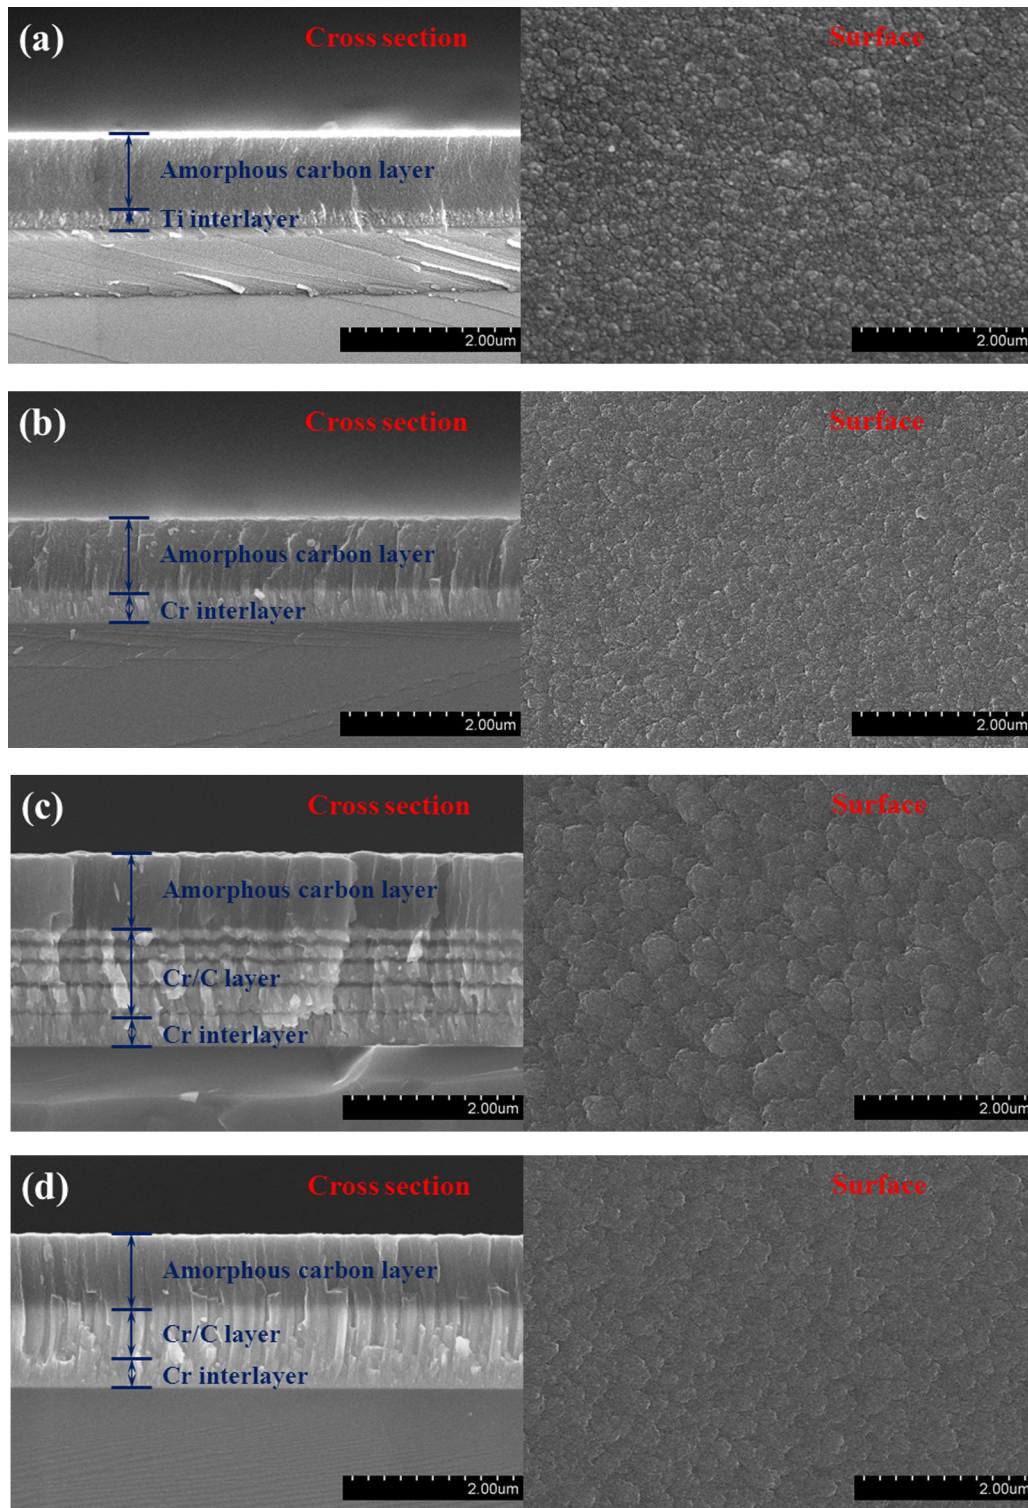 (a)
Cross section
Surface
Amorphous carbon layer
Ti interlayer
2.00um
2.00um
(b)
Cross section
Surface
Amorphous carbon layer
Cr interlayer
2.00um
2.00um
(c)
Cross section
Surface
Amorphous carbon layer
Cr/C layer
Cr interlayer
2.00um
2.00um
(d)
Cross section
Surface
Amorphous carbon layer
Cr/C layer
Cr interlayer
2.00um
2.00um